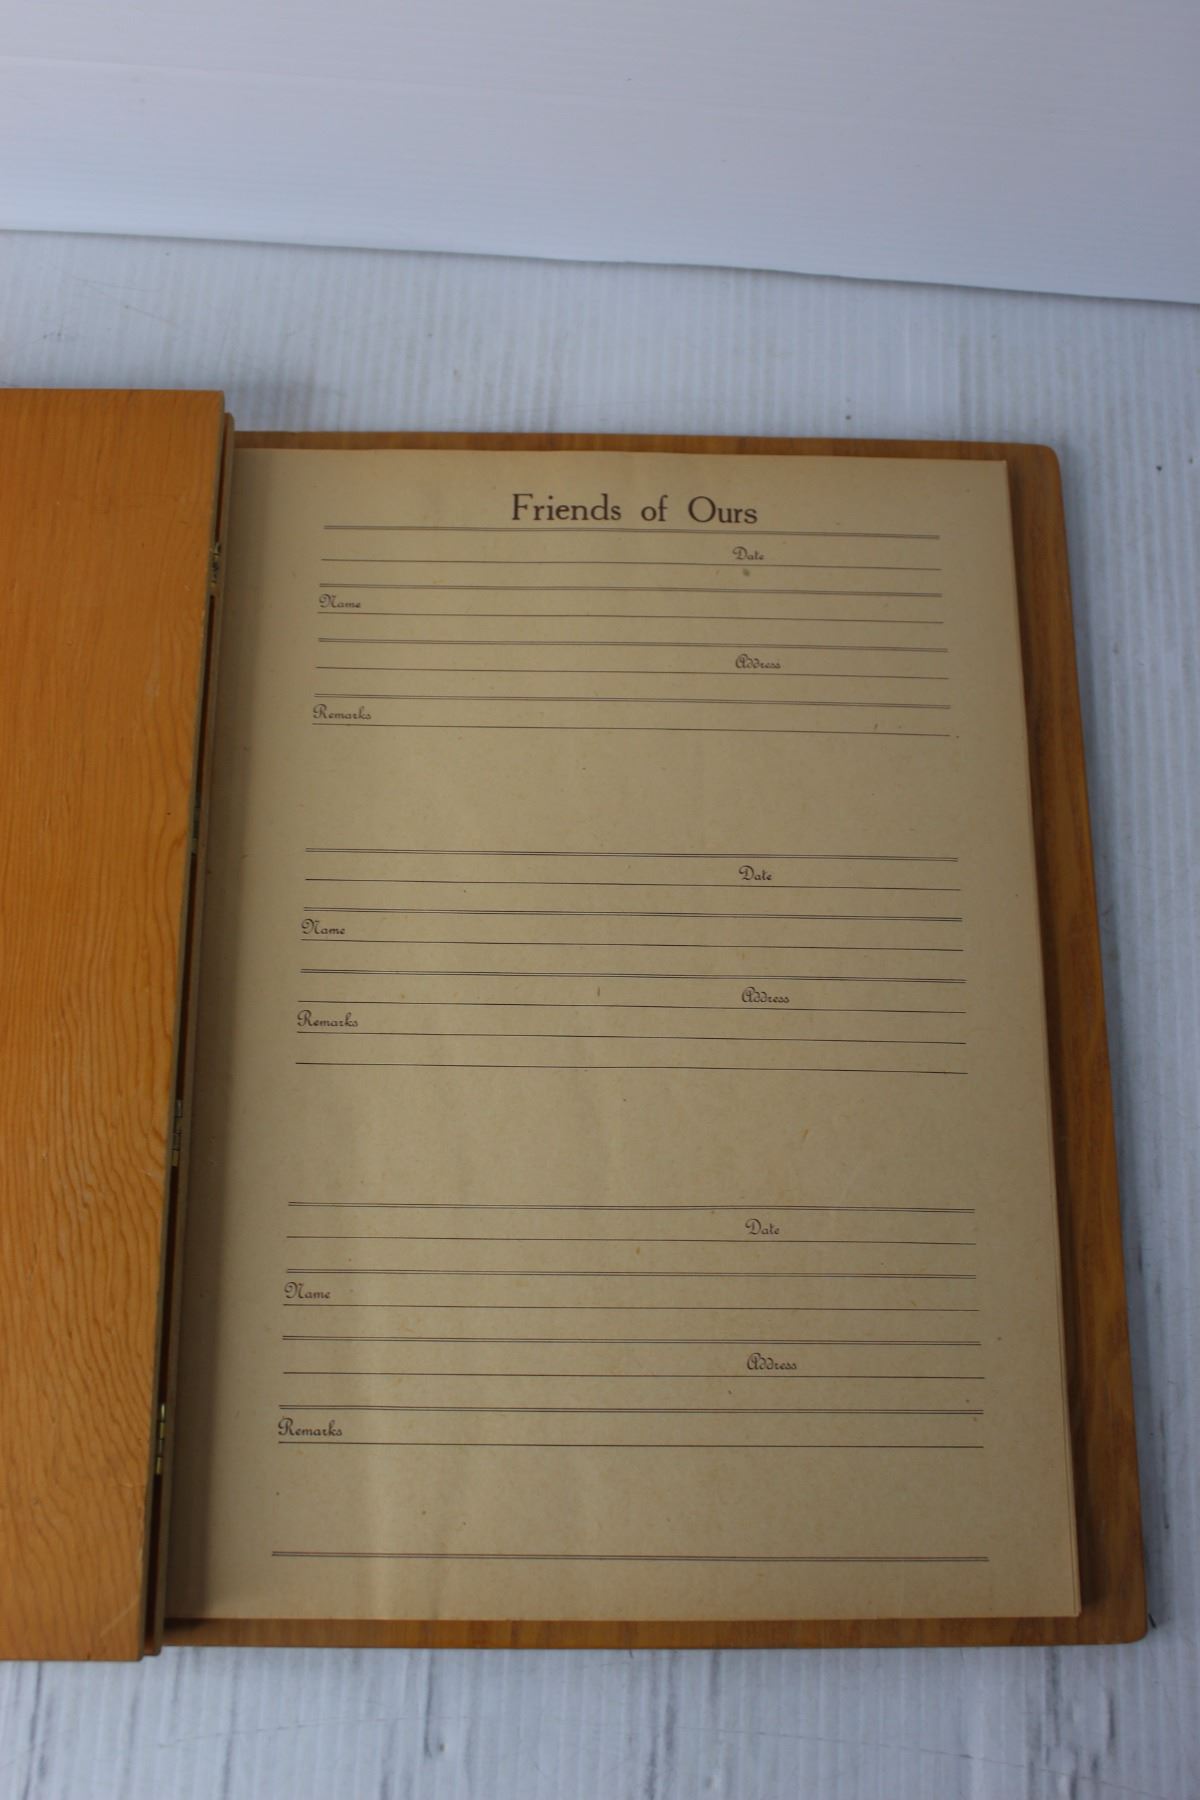 Friends of Ours
Date
Name
Address
Remarks
Date
Name
Address
Remarks
Date
Name
Address
Remarks